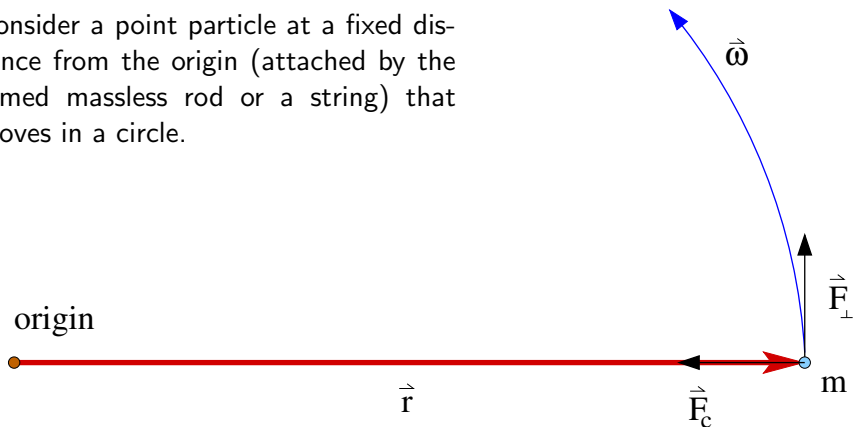 onsider a point particle at a fixed dis-
ance from the origin (attached by the
med massless rod or a string) that
oves in a circle.
ω⃗
origin
F⃗⊥
m
r⃗
F⃗c